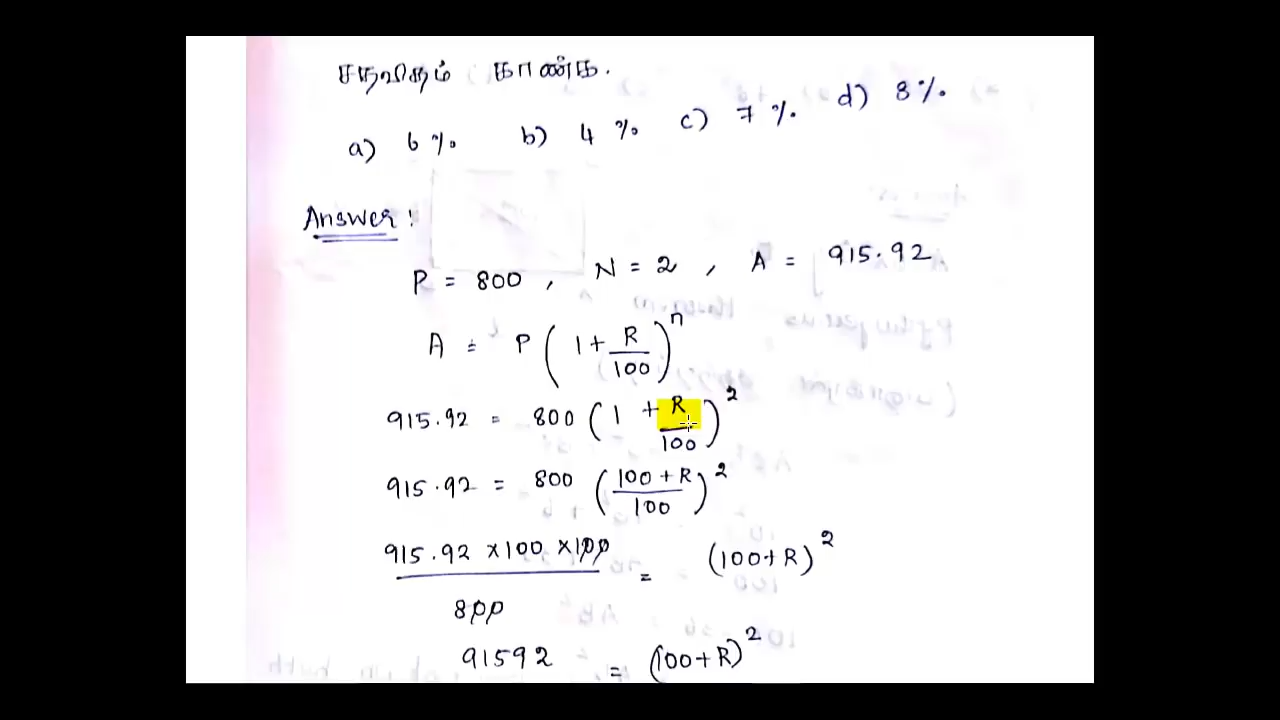 சதவிதம் காண்க.
a) 6 % b) 4 % c) 7 % d) 8 %.
Answer :
P = 800 , N = 2 , A = 915.92
A = P ( 1 + R/100 )^n
915.92 = 800 ( 1 + R/100 )^2
915.92 = 800 ( 100 + R/100 )^2
915.92 x 100 x 100 / 800 = (100 + R)^2
91592 = (100 + R)^2